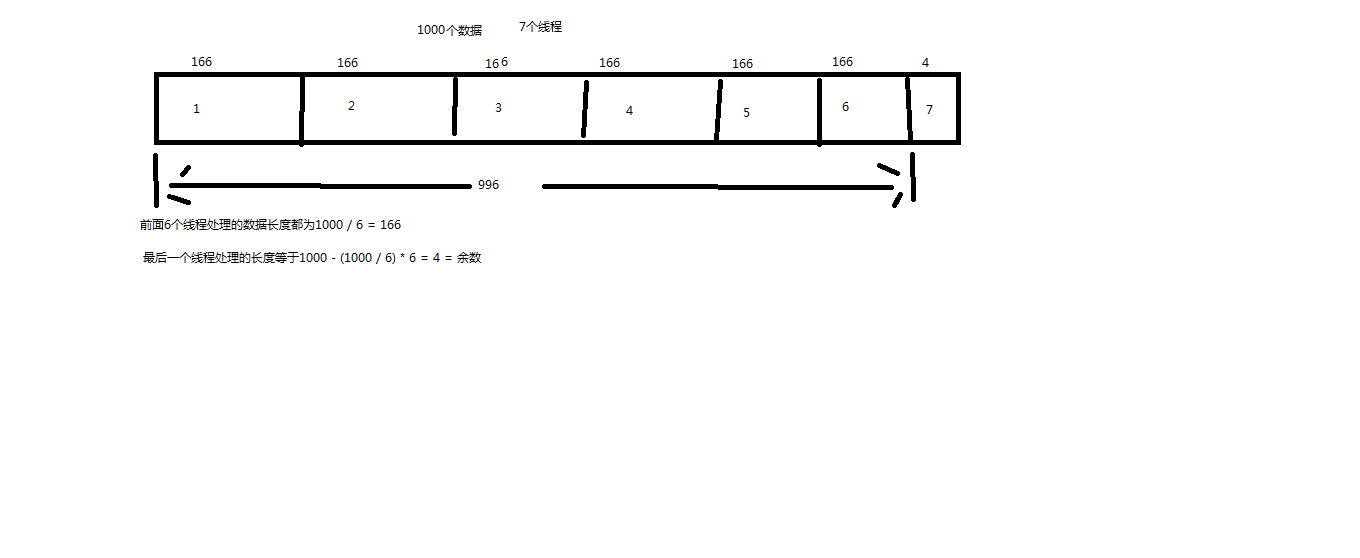 1000个数据 7个线程
166 166 166 166 166 166 4
1 2 3 4 5 6 7
996
前面6个线程处理的数据长度都为1000 / 6 = 166
最后一个线程处理的长度等于1000 - (1000 / 6) * 6 = 4 = 余数